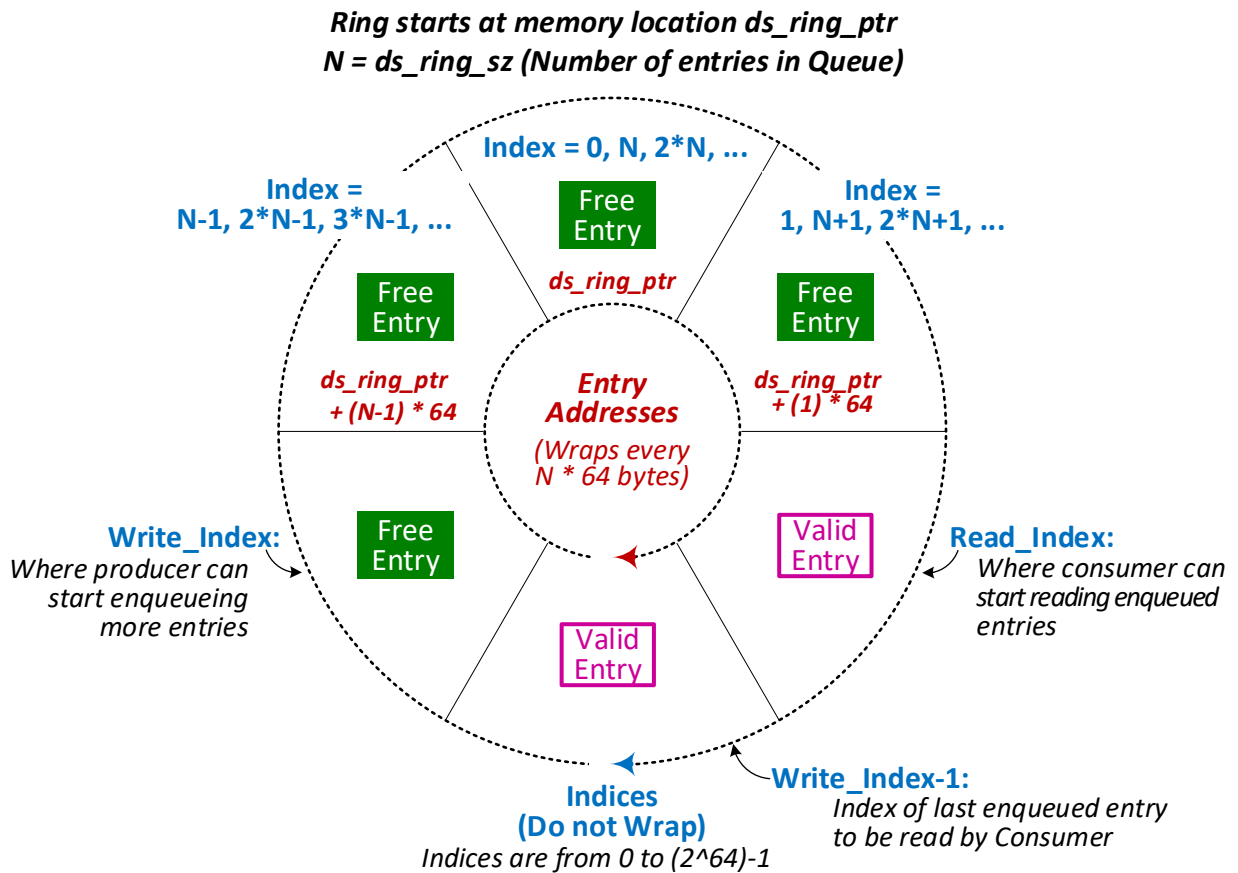 Ring starts at memory location ds_ring_ptr
N = ds_ring_sz (Number of entries in Queue)
Index = 0, N, 2*N, ...
Free
Entry
ds_ring_ptr
Index =
N-1, 2*N-1, 3*N-1, ...
Free
Entry
ds_ring_ptr
+ (N-1) * 64
Index =
1, N+1, 2*N+1, ...
Free
Entry
ds_ring_ptr
+ (1) * 64
Entry
Addresses
(Wraps every
N * 64 bytes)
Write_Index:
Where producer can
start enqueueing
more entries
Free
Entry
Valid
Entry
Valid
Entry
Read_Index:
Where consumer can
start reading enqueued
entries
Write_Index-1:
Index of last enqueued entry
to be read by Consumer
Indices
(Do not Wrap)
Indices are from 0 to (2^64)-1